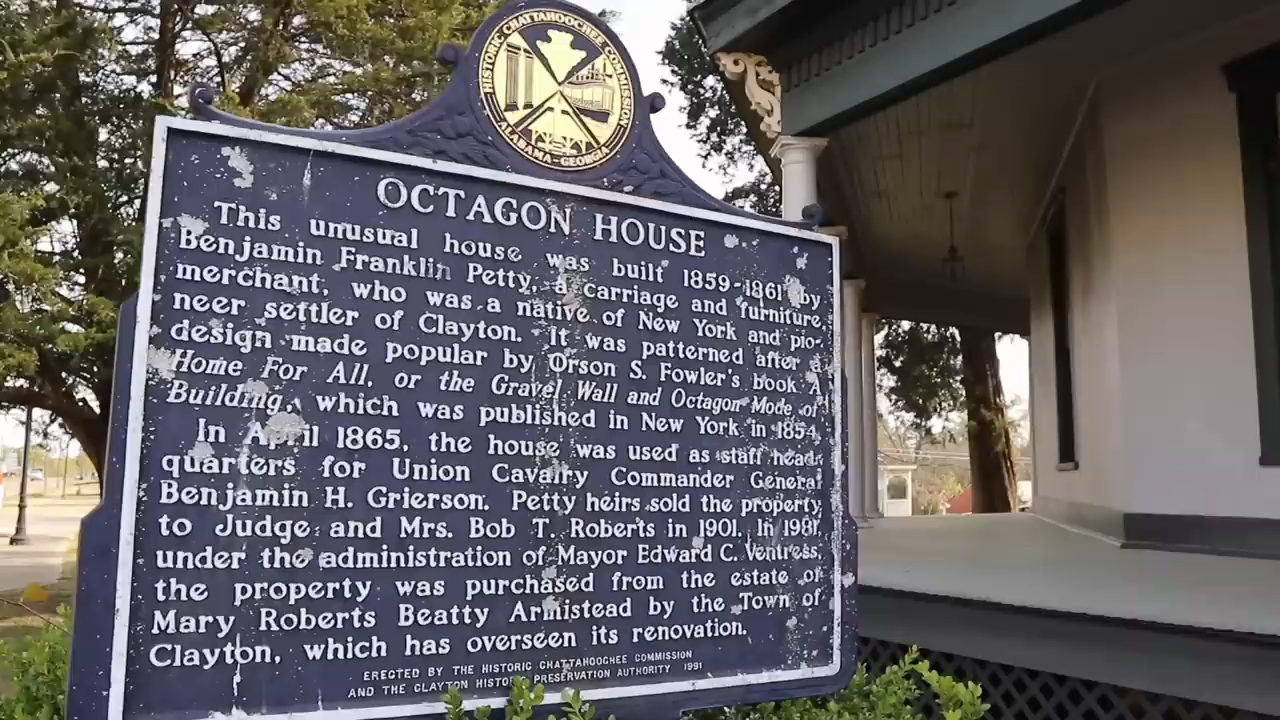 HISTORIC CHATTAHOOCHEE COMMISSION
ALABAMA-GEORGIA
OCTAGON HOUSE
This unusual house was built 1859-1861 by
Benjamin Franklin Petty, a carriage and furniture
merchant, who was a native of New York and pio-
neer settler of Clayton. It was patterned after a
design made popular by Orson S. Fowler's book A
Home For All, or the Gravel Wall and Octagon Mode of
Building, which was published in New York in 1854.
In April 1865, the house was used as staff head-
quarters for Union Cavalry Commander General
Benjamin H. Grierson. Petty heirs sold the property
to Judge and Mrs. Bob T. Roberts in 1901. In 1981,
under the administration of Mayor Edward C. Ventress,
the property was purchased from the estate of
Mary Roberts Beatty Armistead by the Town of
Clayton, which has overseen its renovation.
ERECTED BY THE HISTORIC CHATTAHOOCHEE COMMISSION
AND THE CLAYTON HISTORIC PRESERVATION AUTHORITY 1991